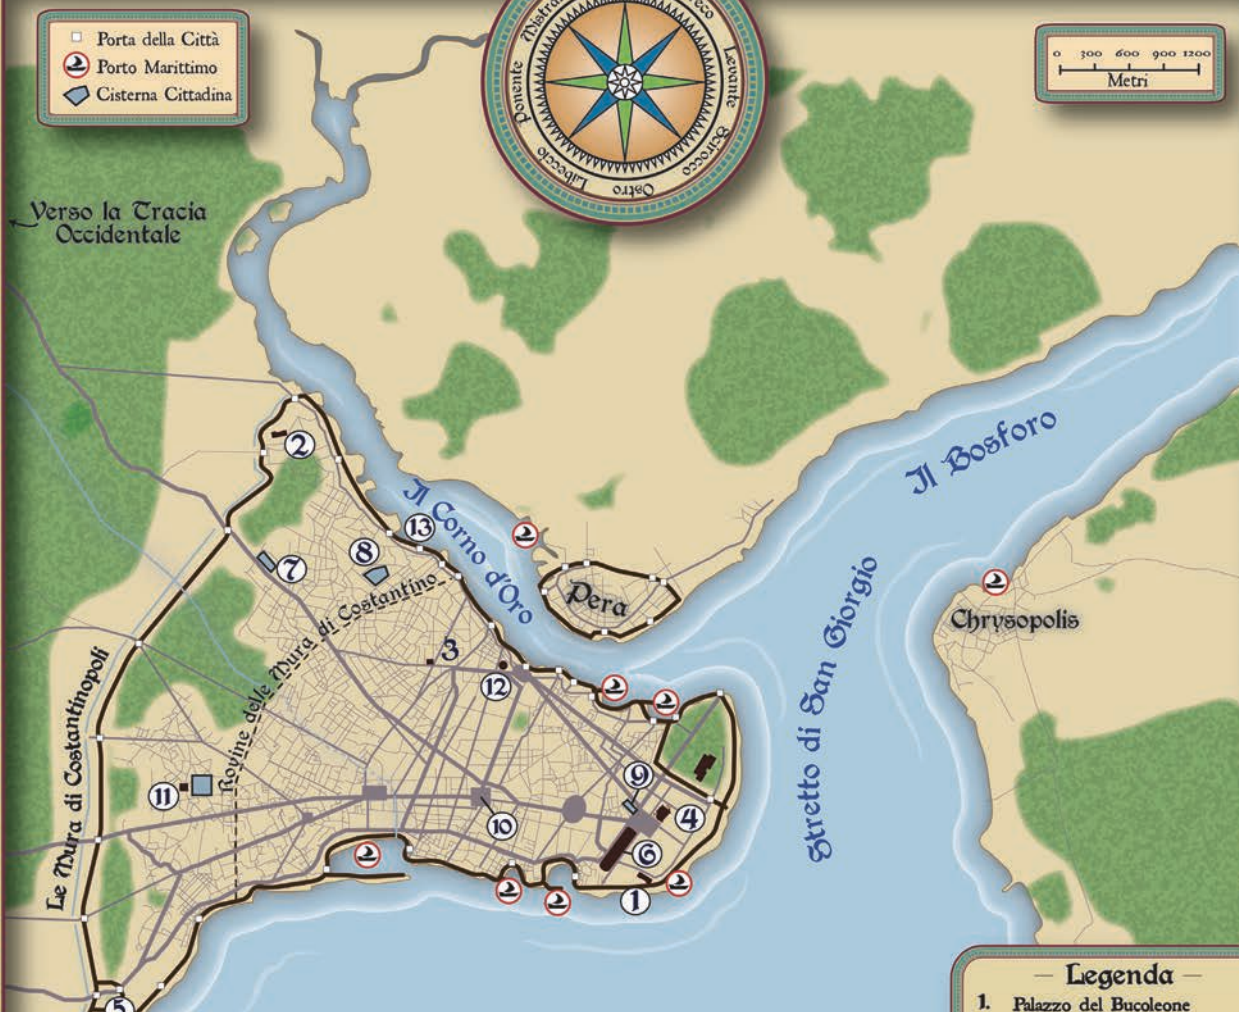 Porta della Città
Porto Marittimo
Cisterna Cittadina
Levante
Scirocco
Ostro
Libeccio
Ponente
0 300 600 900 1200
Metri
Verso la Tracia
Occidentale
Il Bosforo
2
Il Corno d'Oro
13
8
7
Pera
Stretto di San Giorgio
Chrysopolis
Rovine delle Mura di Costantino
3
12
Le Mura di Costantinopoli
11
9
10
4
6
1
5
Legenda
1. Palazzo del Bucoleone